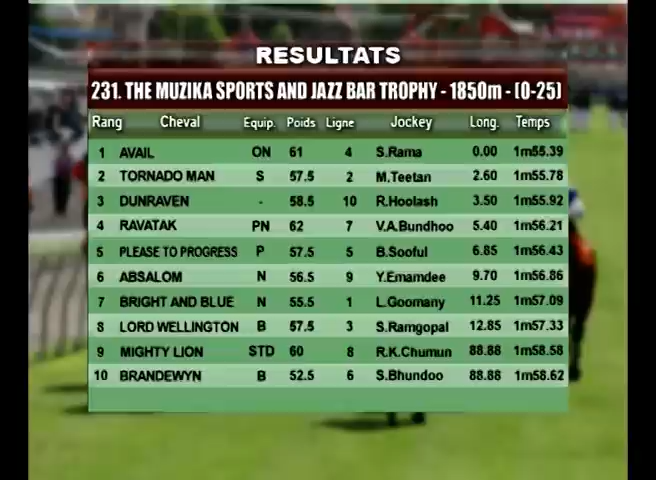 RESULTATS
231. THE MUZIKA SPORTS AND JAZZ BAR TROPHY - 1850m - (0-25)
Rang Cheval Equip. Poids Ligne Jockey Long. Temps
1 AVAIL ON 61 4 S.Rama 0.00 1m55.39
2 TORNADO MAN S 57.5 2 M.Teetan 2.60 1m55.78
3 DUNRAVEN - 58.5 10 R.Hoolash 3.50 1m55.92
4 RAVATAK PN 62 7 V.A.Bundhoo 5.40 1m56.21
5 PLEASE TO PROGRESS P 57.5 5 B.Sooful 6.85 1m56.43
6 ABSALOM N 56.5 9 Y.Emamdee 9.70 1m56.86
7 BRIGHT AND BLUE N 55.5 1 L.Goomany 11.25 1m57.09
8 LORD WELLINGTON B 57.5 3 S.Ramgopal 12.85 1m57.33
9 MIGHTY LION STD 60 8 R.K.Chumun 88.88 1m58.58
10 BRANDEWYN B 52.5 6 S.Bhundoo 88.88 1m58.62